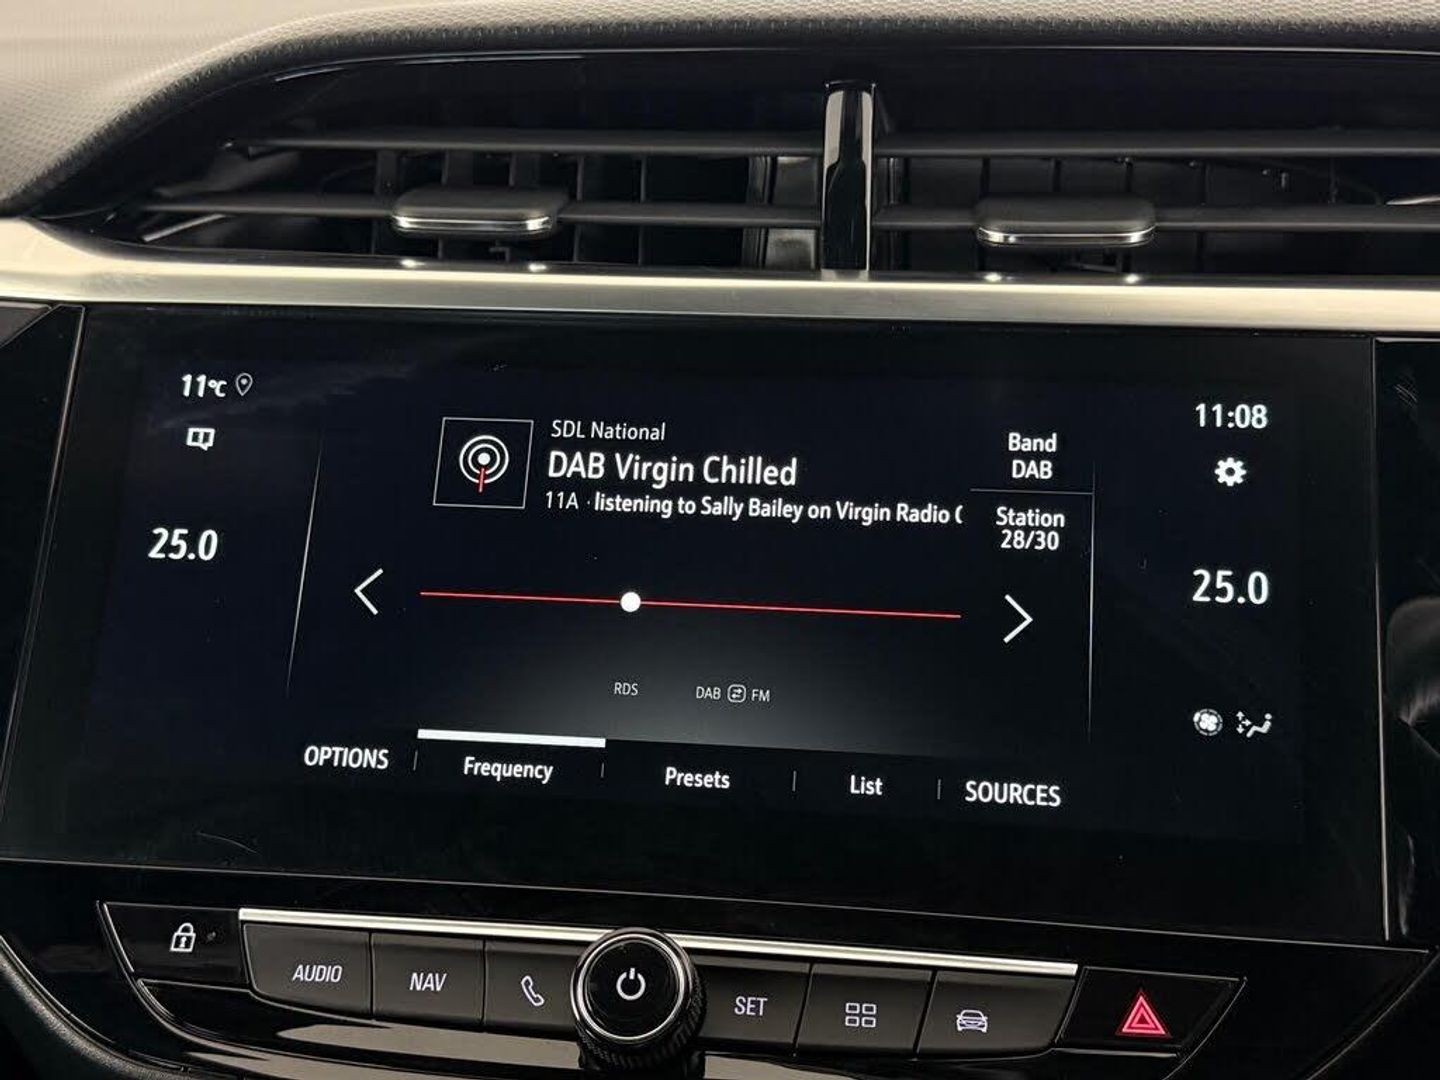 11°C
11:08
SDL National
DAB Virgin Chilled
11A · listening to Sally Bailey on Virgin Radio
Band
DAB
Station
28/30
25.0
25.0
RDS
DAB FM
OPTIONS
Frequency
Presets
List
SOURCES
AUDIO
NAV
SET